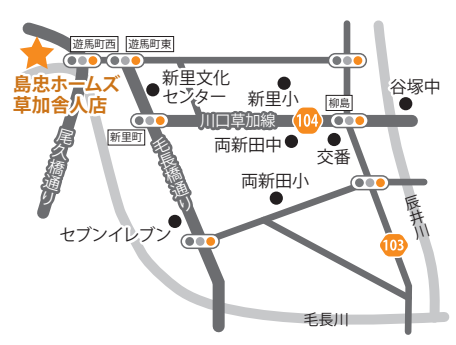 遊馬町西
遊馬町東
島忠ホームズ
草加舎人店
新里文化
センター
新里小
谷塚中
柳島
川口草加線
104
新里町
両新田中
交番
尾久橋通り
毛長橋通り
両新田小
辰井川
セブンイレブン
103
毛長川